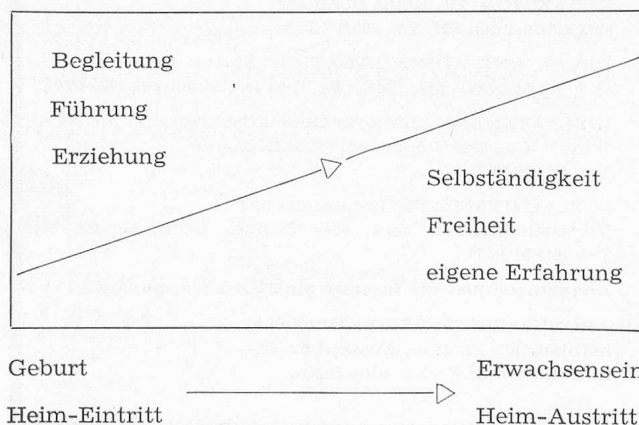 Begleitung
Führung
Erziehung
Selbständigkeit
Freiheit
eigene Erfahrung
Geburt
Heim-Eintritt
Erwachsensein
Heim-Austritt